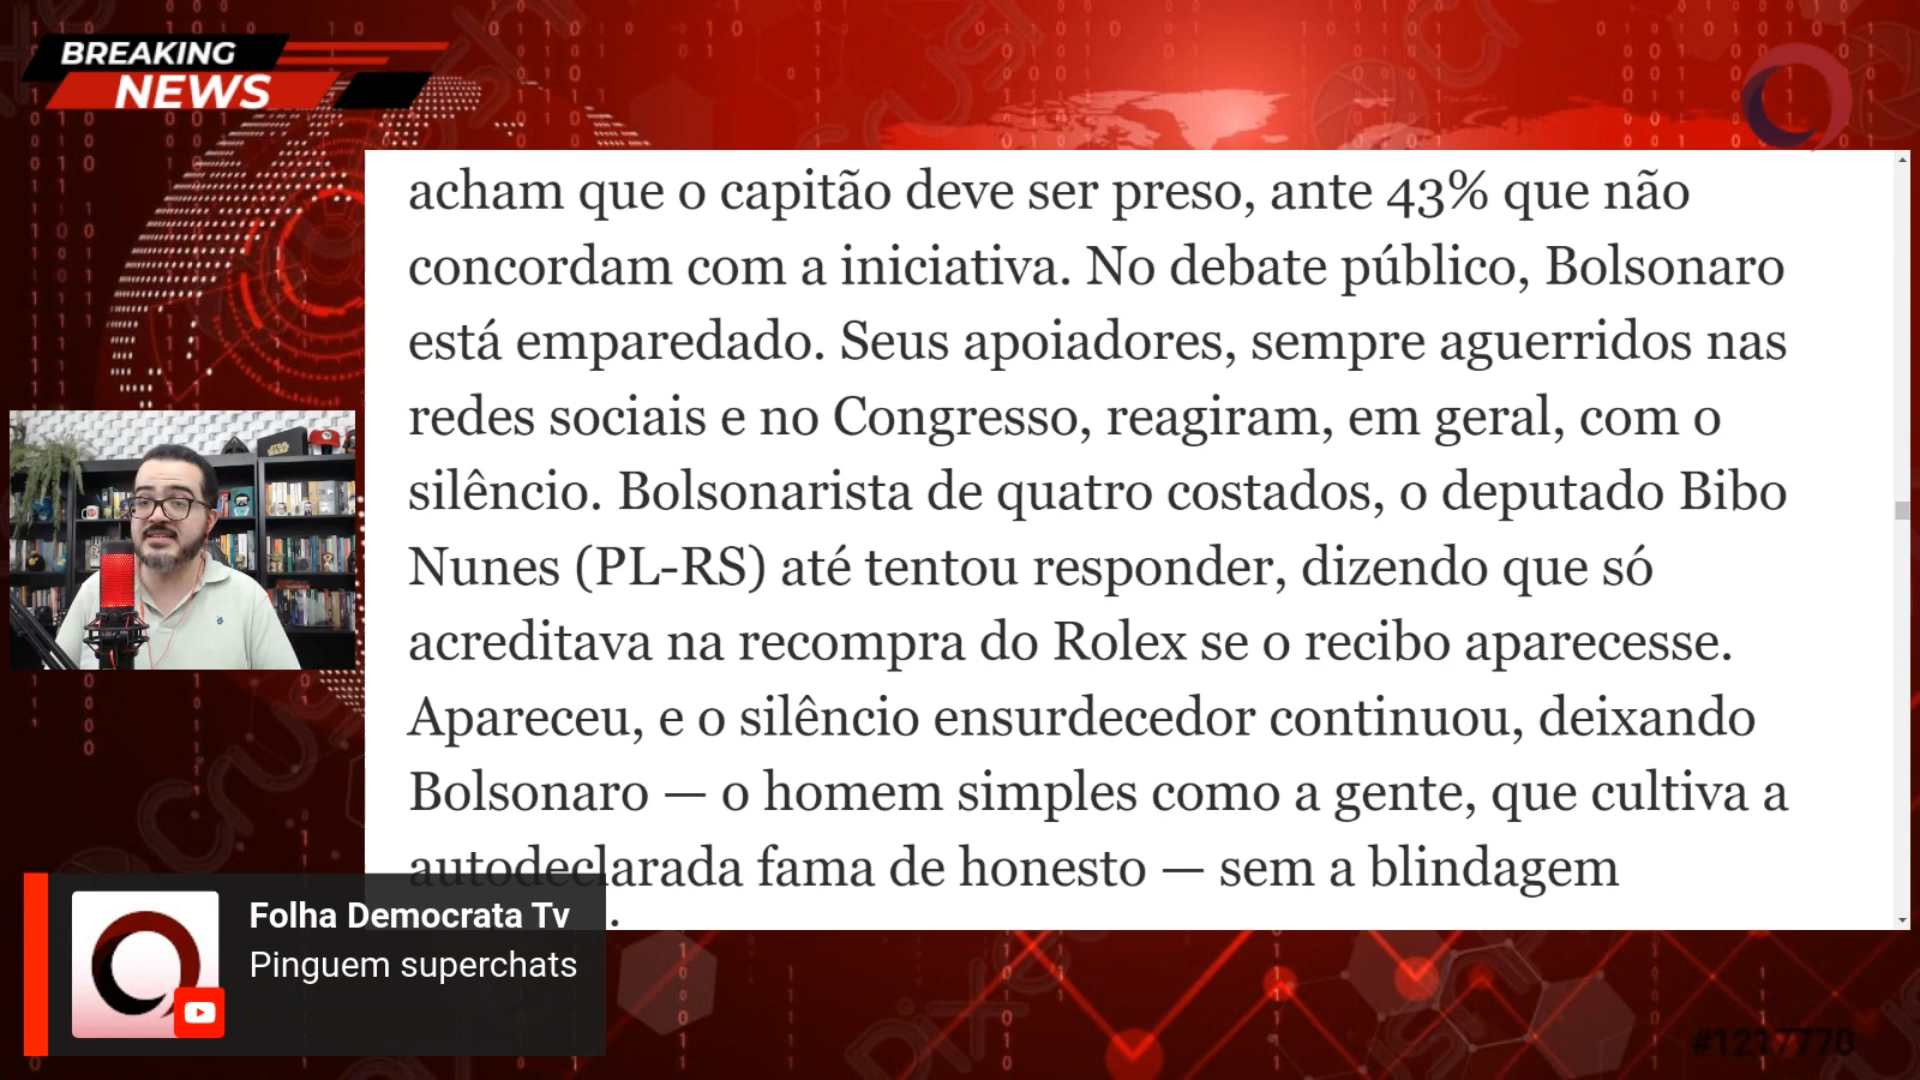 BREAKING
NEWS
acham que o capitão deve ser preso, ante 43% que não
concordam com a iniciativa. No debate público, Bolsonaro
está emparedado. Seus apoiadores, sempre aguerridos nas
redes sociais e no Congresso, reagiram, em geral, com o
silêncio. Bolsonarista de quatro costados, o deputado Bibo
Nunes (PL-RS) até tentou responder, dizendo que só
acreditava na recompra do Rolex se o recibo aparecesse.
Apareceu, e o silêncio ensurdecedor continuou, deixando
Bolsonaro — o homem simples como a gente, que cultiva a
autodeclarada fama de honesto — sem a blindagem
Folha Democrata Tv
Pinguem superchats